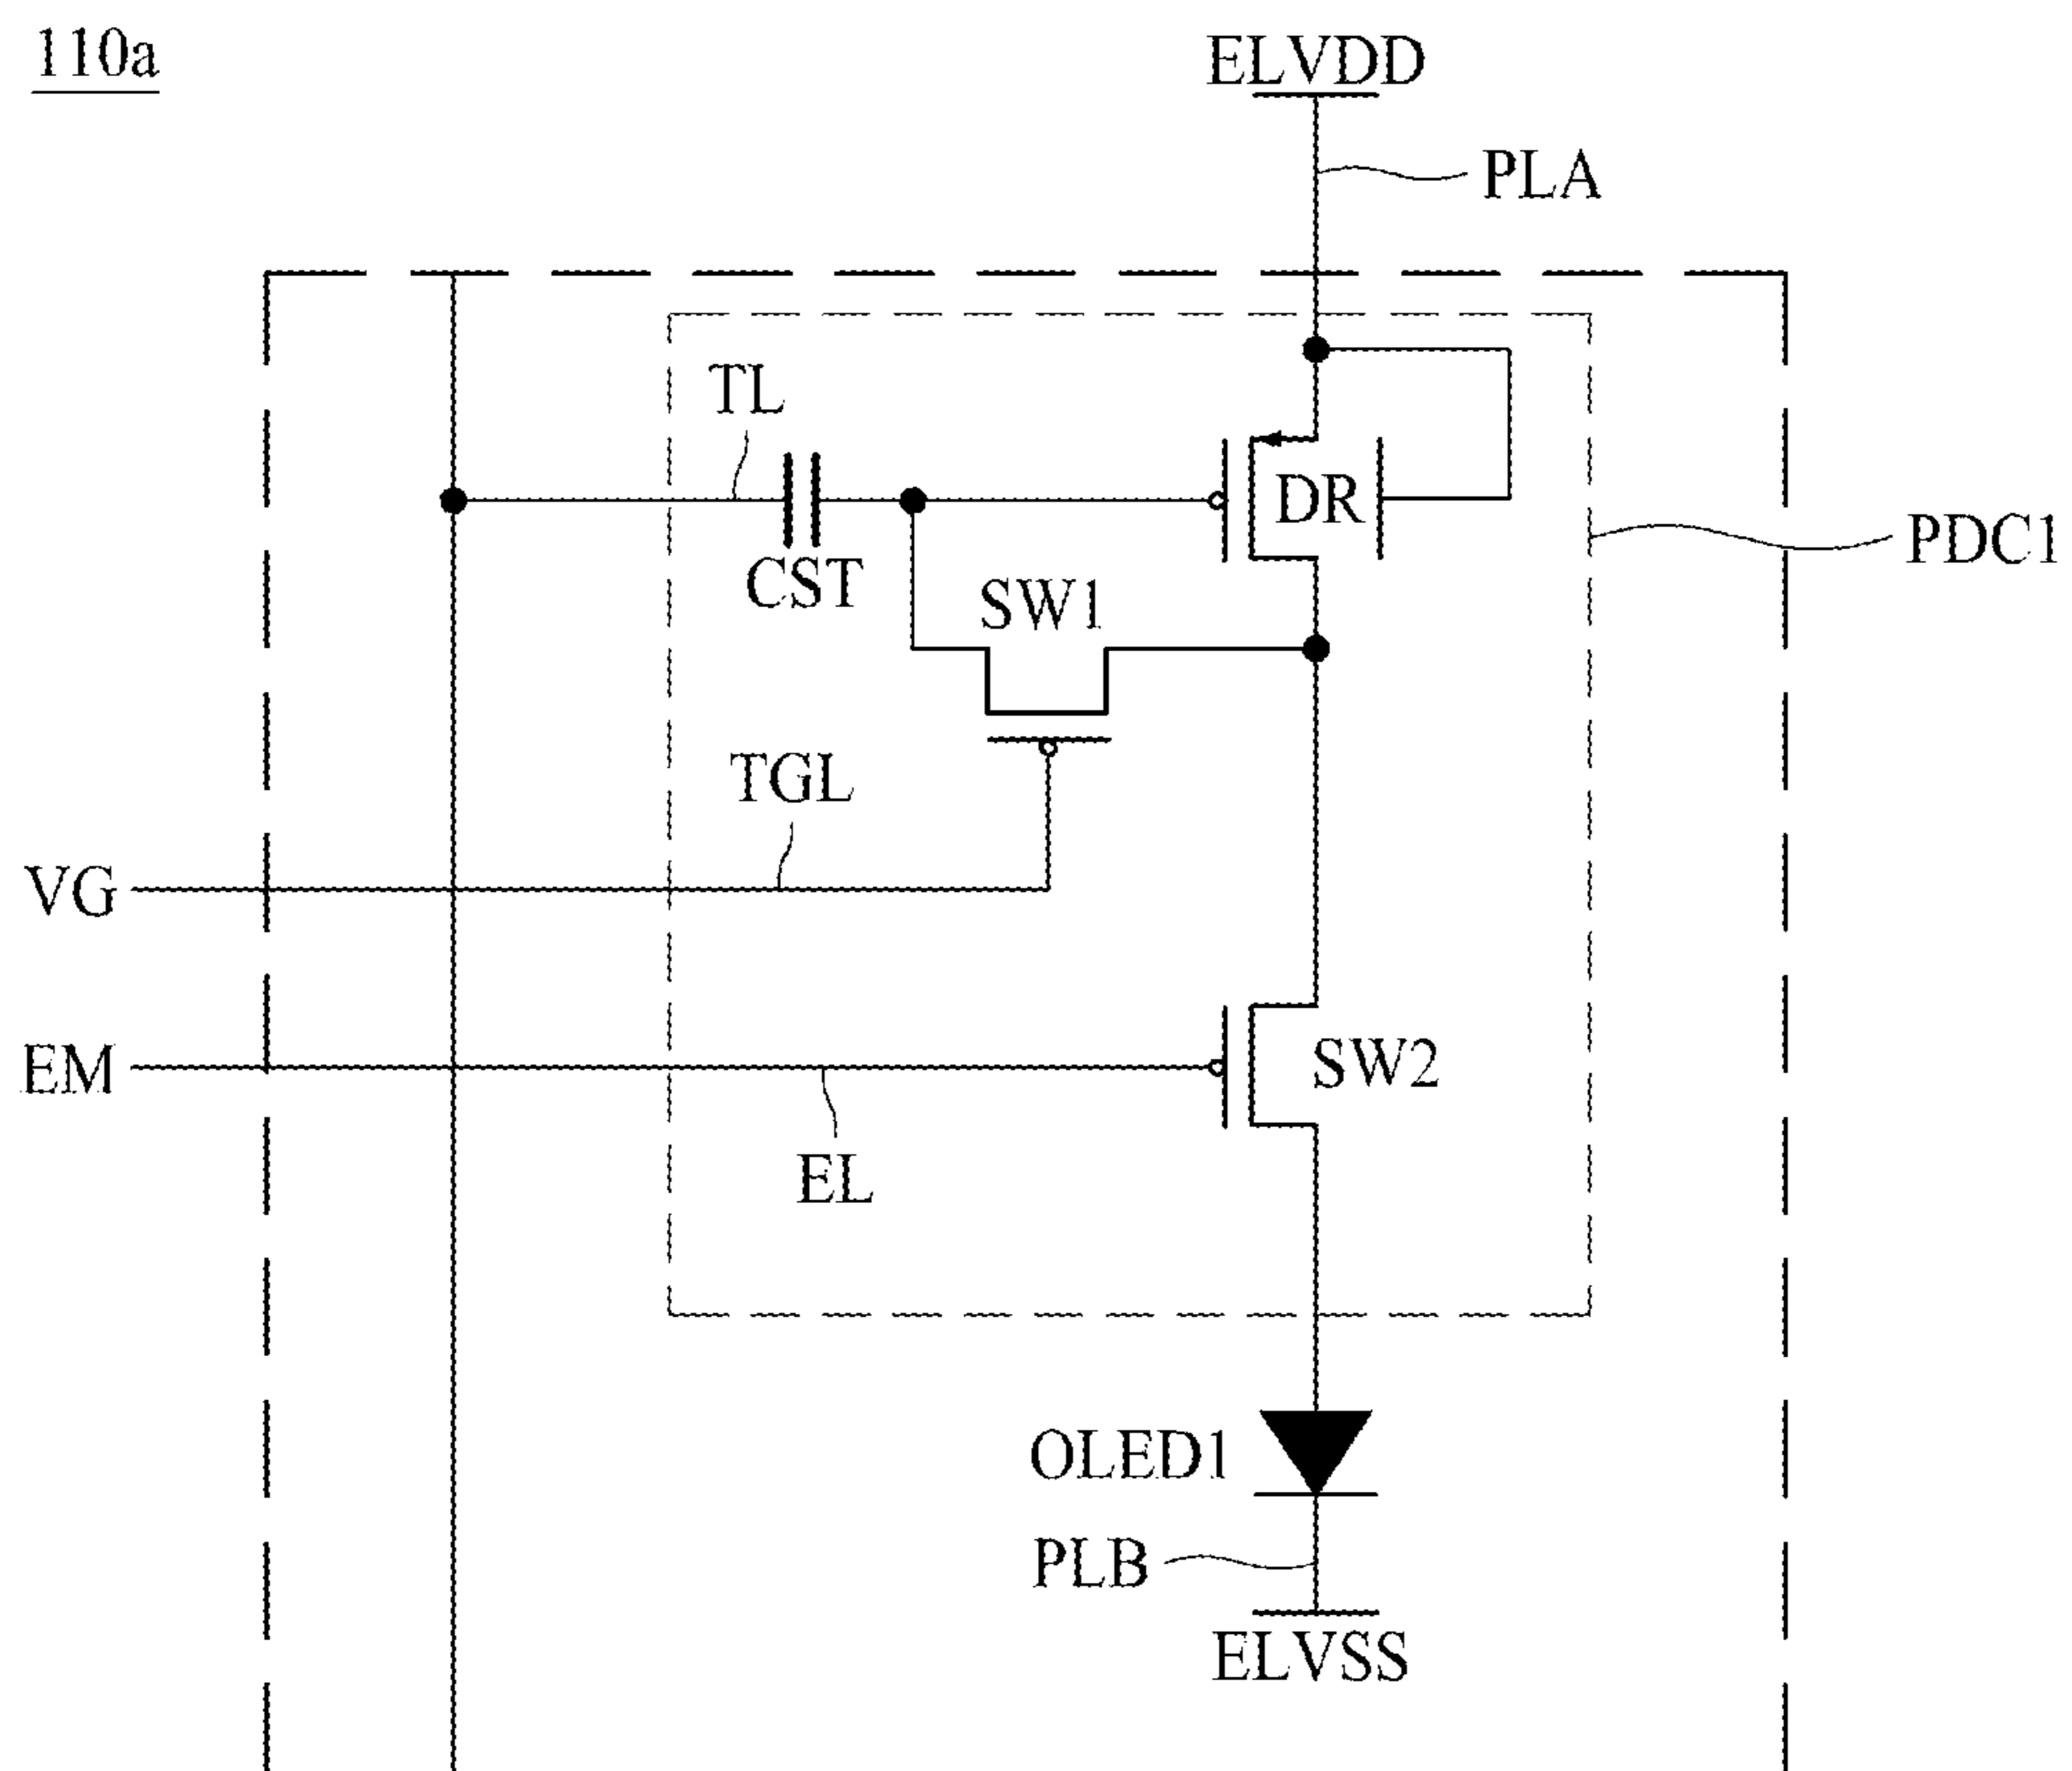 110a
ELVDD
PLA
TL
DR
PDC1
CST
SW1
TGL
VG
EM
SW2
EL
OLED1
PLB
ELVSS